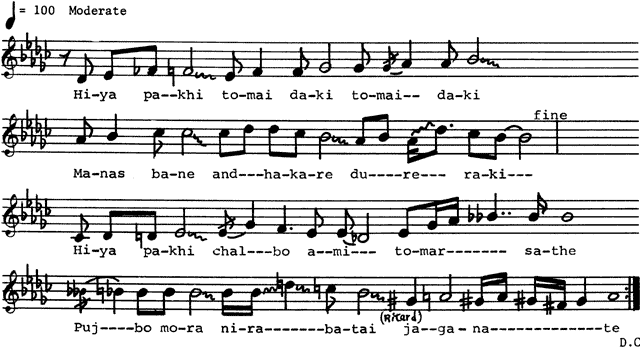 = 100 Moderate
Hi-ya pa--khi to-mai da-ki to-mai-- da-ki
fine
Ma-nas ba-ne and---ha-ka-re du-----re--- ra-ki---
Hi-ya pa-khi chal--bo a--mi--- to-mar-------- sa-the
(Ritard)
Puj----bo mo-ra ni-ra--------ba-tai ja--ga-na--------------te
D.C